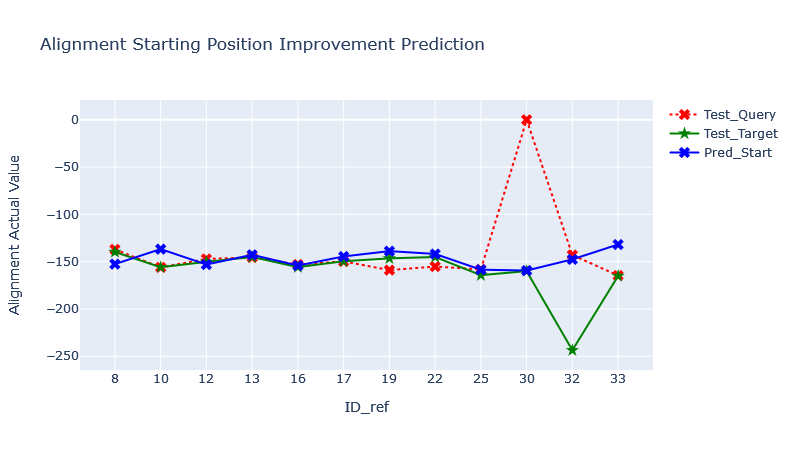 Alignment Starting Position Improvement Prediction
Test_Query
Test_Target
Pred_Start
Alignment Actual Value
0
−50
−100
−150
−200
−250
8 10 12 13 16 17 19 22 25 30 32 33
ID_ref